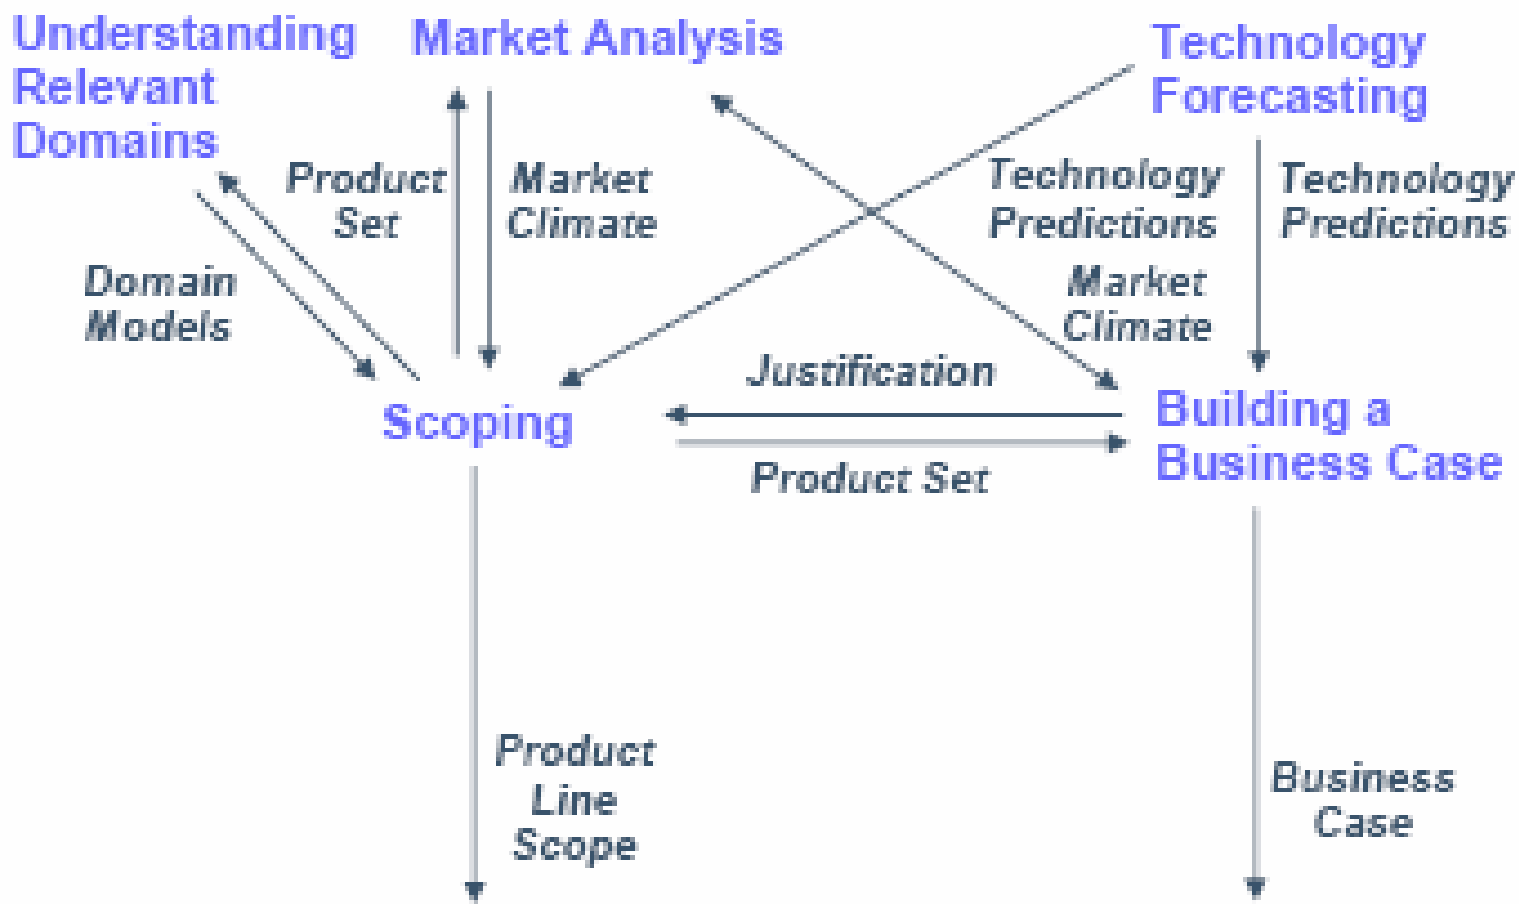 Understanding
Relevant
Domains
Market Analysis
Technology
Forecasting
Product
Set
Market
Climate
Technology
Predictions
Technology
Predictions
Domain
Models
Market
Climate
Justification
Scoping
Building a
Business Case
Product Set
Product
Line
Scope
Business
Case